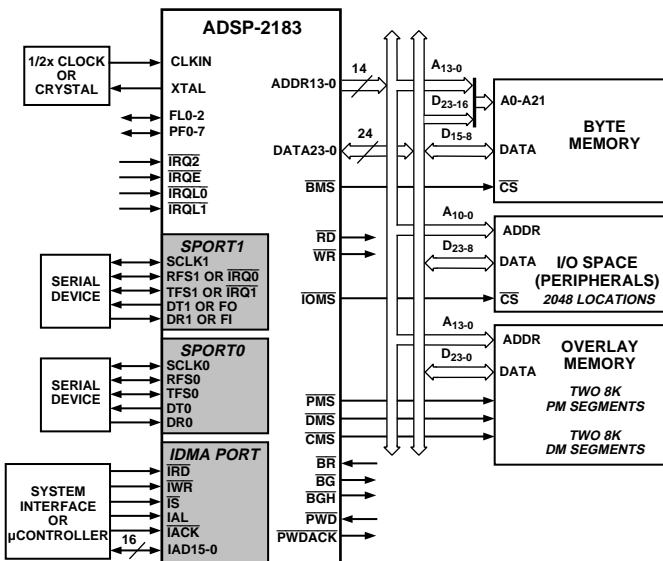 ADSP-2183
1/2x CLOCK
OR
CRYSTAL
CLKIN
XTAL
FL0-2
PF0-7
IRQ2
IRQE
IRQL0
IRQL1
SPORT1
SCLK1
RFS1 OR IRQ0
TFS1 OR IRQ1
DT1 OR FO
DR1 OR FI
SERIAL
DEVICE
SPORT0
SCLK0
RFS0
TFS0
DT0
DR0
SERIAL
DEVICE
IDMA PORT
IRD
IWR
IS
IAL
IACK
IAD15-0
16
SYSTEM
INTERFACE
OR
µCONTROLLER
ADDR13-0
14
DATA23-0
24
BMS
RD
WR
IOMS
PMS
DMS
CMS
BR
BG
BGH
PWD
PWDACK
A13-0
D23-16
D15-8
A0-A21
DATA
CS
BYTE
MEMORY
A10-0
D23-8
ADDR
DATA
CS
I/O SPACE
(PERIPHERALS)
2048 LOCATIONS
A13-0
D23-0
ADDR
DATA
OVERLAY
MEMORY
TWO 8K
PM SEGMENTS
TWO 8K
DM SEGMENTS